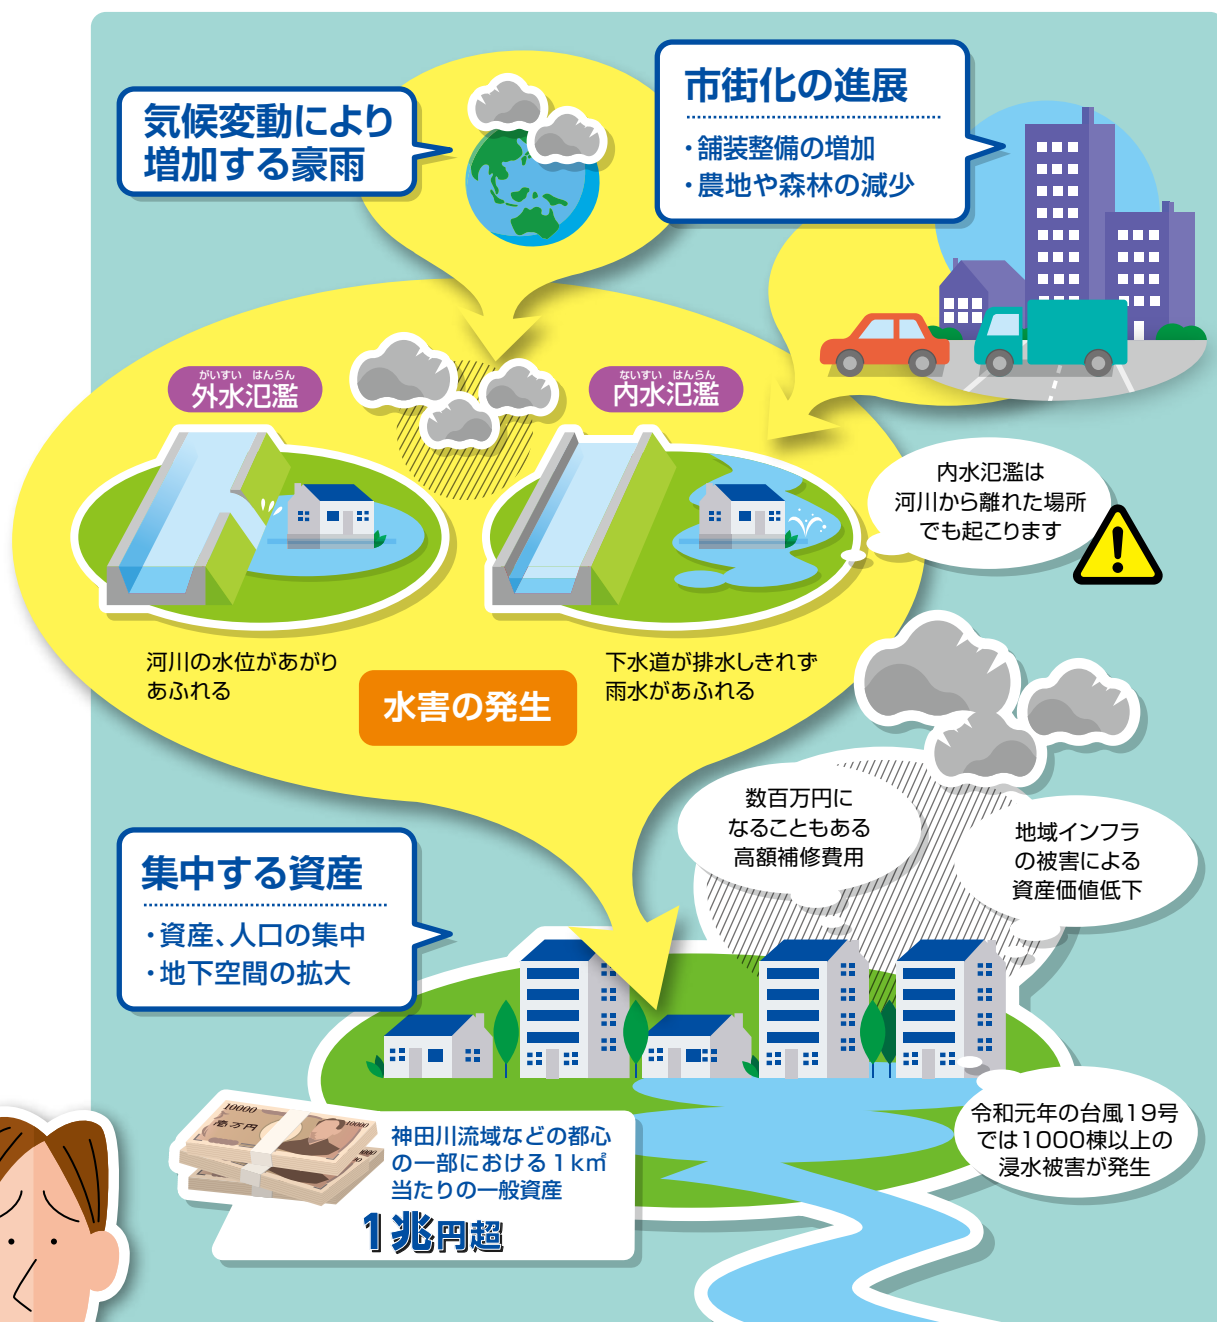 気候変動により
増加する豪雨
市街化の進展
・舗装整備の増加
・農地や森林の減少
がいすい はんらん
外水氾濫
ないすい はんらん
内水氾濫
内水氾濫は
河川から離れた場所
でも起こります
河川の水位があがり
あふれる
下水道が排水しきれず
雨水があふれる
水害の発生
数百万円に
なることもある
高額補修費用
地域インフラ
の被害による
資産価値低下
集中する資産
・資産、人口の集中
・地下空間の拡大
令和元年の台風19号
では1000棟以上の
浸水被害が発生
10000
壱万円
10000
神田川流域などの都心
の一部における1k㎡
当たりの一般資産
1兆円超